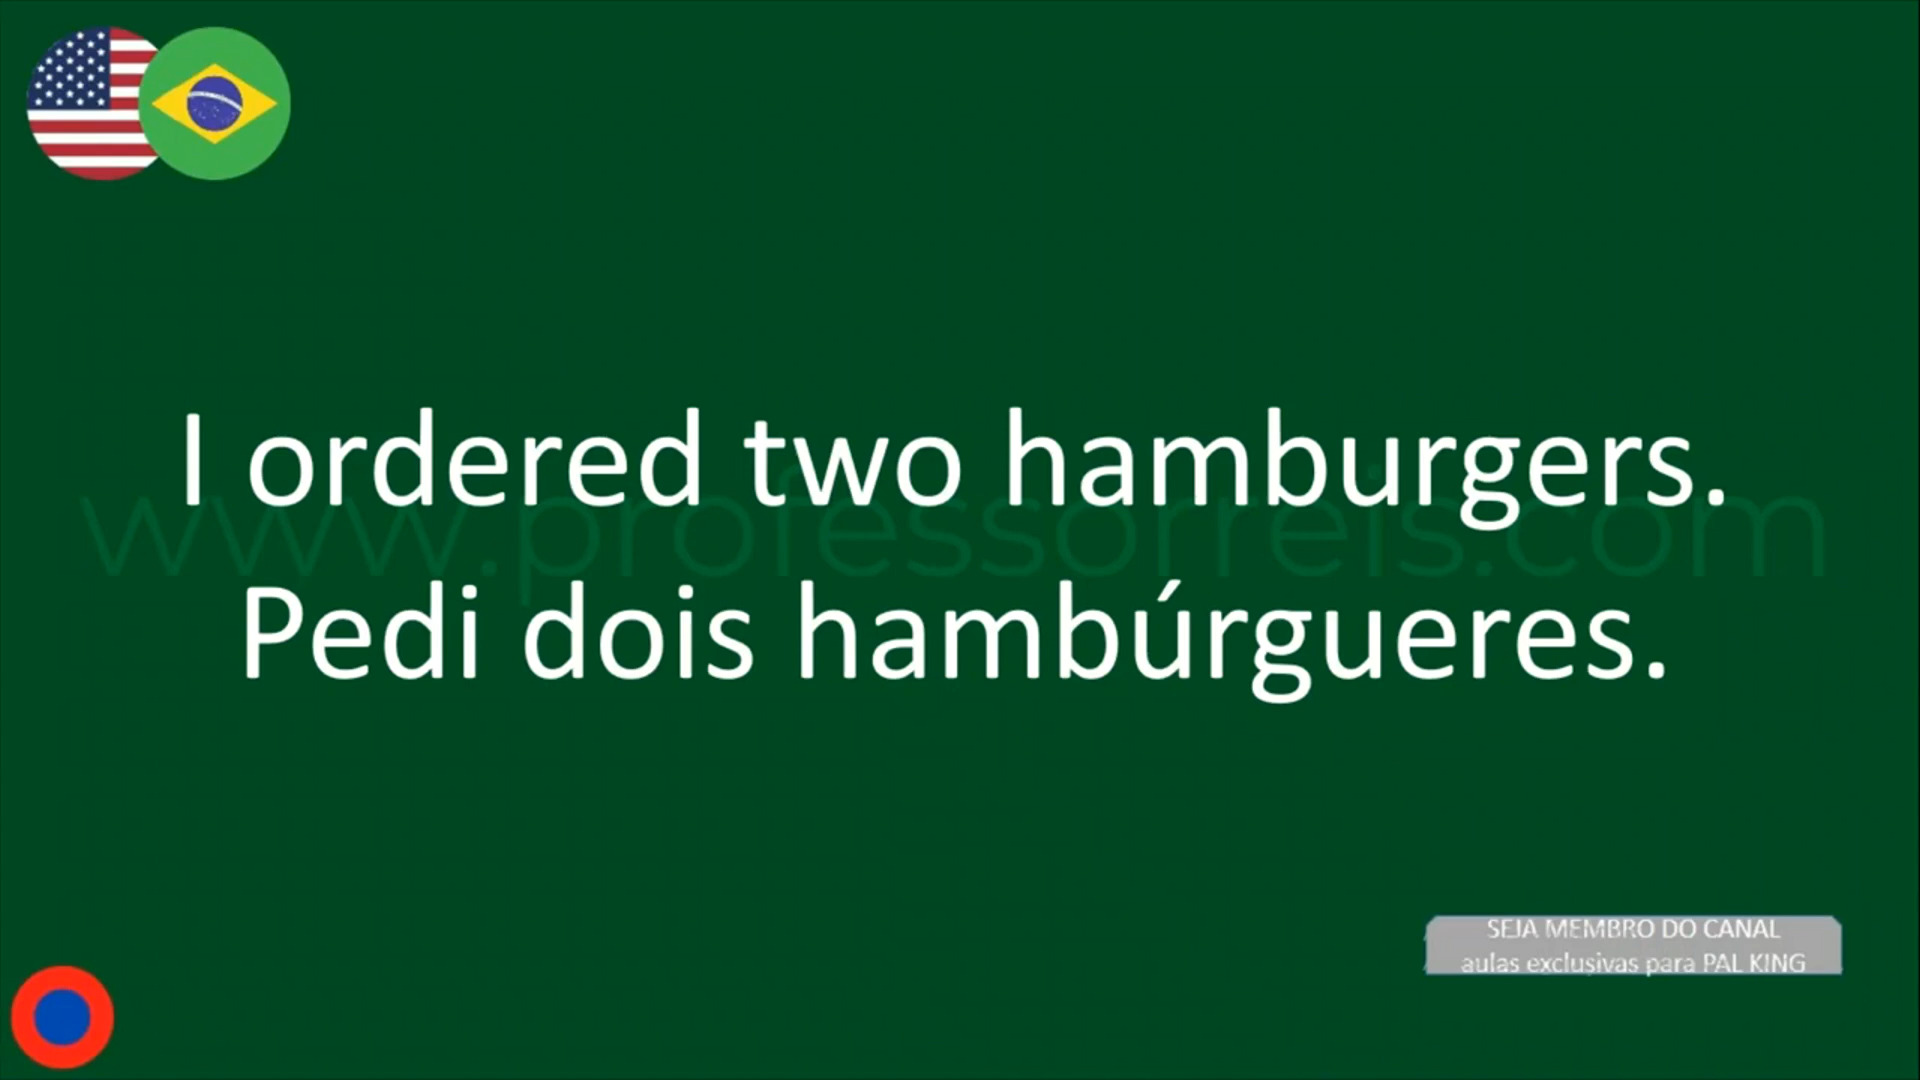 I ordered two hamburgers.
www.professorreis.com
Pedi dois hambúrgueres.
SEJA MEMBRO DO CANAL
aulas exclusivas para PAL KING